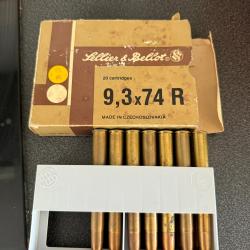 Sellier & Bellot
20 cartridges
9,3x74 R
MADE IN CZECHOSLOVAKIA